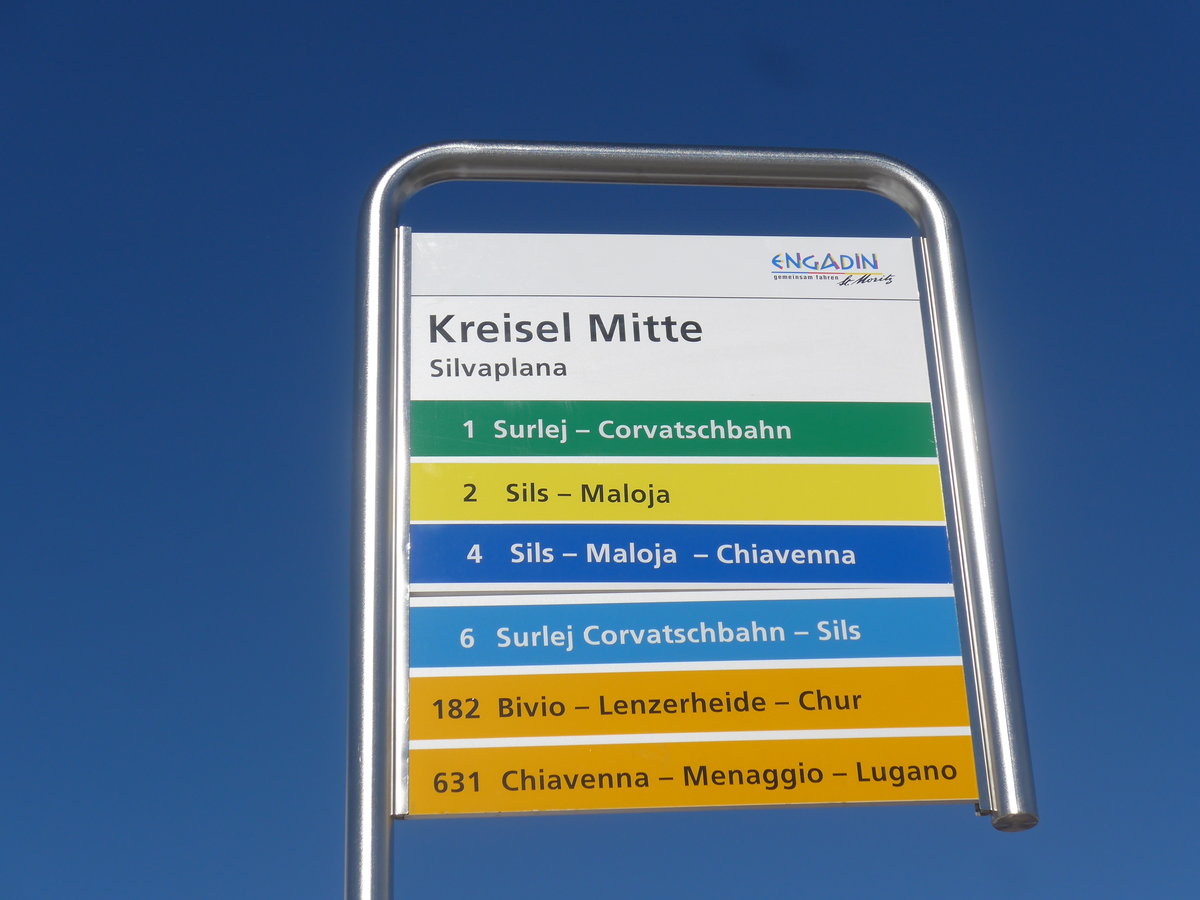 ENGADIN
gemeinsam fahren St. Moritz
Kreisel Mitte
Silvaplana
1 Surlej – Corvatschbahn
2 Sils – Maloja
4 Sils – Maloja – Chiavenna
6 Surlej Corvatschbahn – Sils
182 Bivio – Lenzerheide – Chur
631 Chiavenna – Menaggio – Lugano